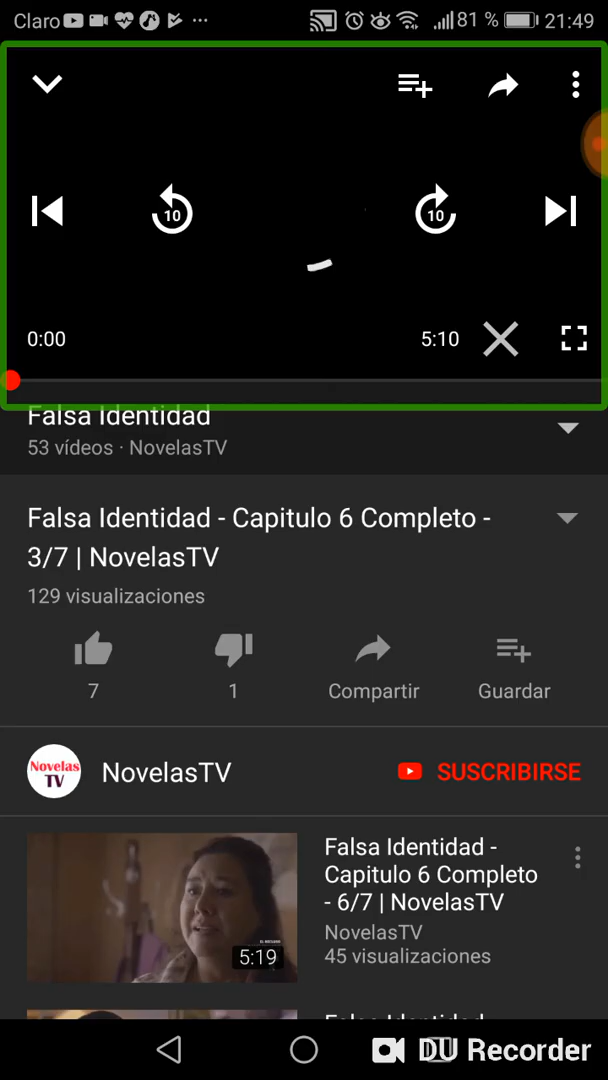 Claro 81 % 21:49
10 10
0:00 5:10
Falsa Identidad
53 vídeos · NovelasTV
Falsa Identidad - Capitulo 6 Completo -
3/7 | NovelasTV
129 visualizaciones
7 1 Compartir Guardar
Novelas
TV
NovelasTV
SUSCRIBIRSE
5:19
Falsa Identidad -
Capitulo 6 Completo
- 6/7 | NovelasTV
NovelasTV
45 visualizaciones
Falsa Identidad
DU Recorder